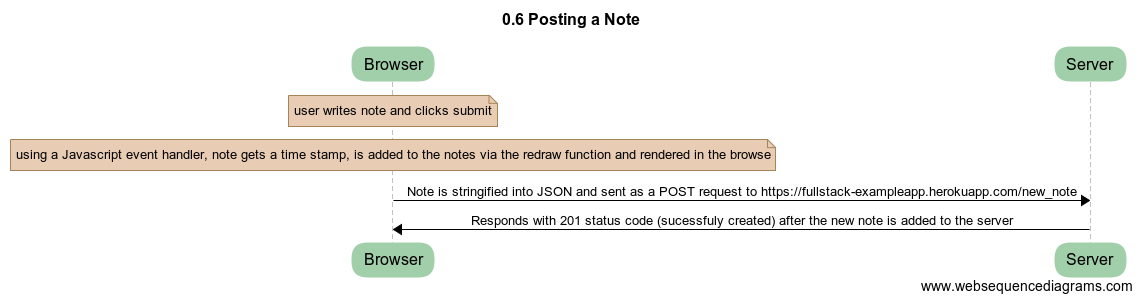 0.6 Posting a Note
Browser
Server
user writes note and clicks submit
using a Javascript event handler, note gets a time stamp, is added to the notes via the redraw function and rendered in the browse
Note is stringified into JSON and sent as a POST request to https://fullstack-exampleapp.herokuapp.com/new_note
Responds with 201 status code (sucessfuly created) after the new note is added to the server
Browser
Server
www.websequencediagrams.com